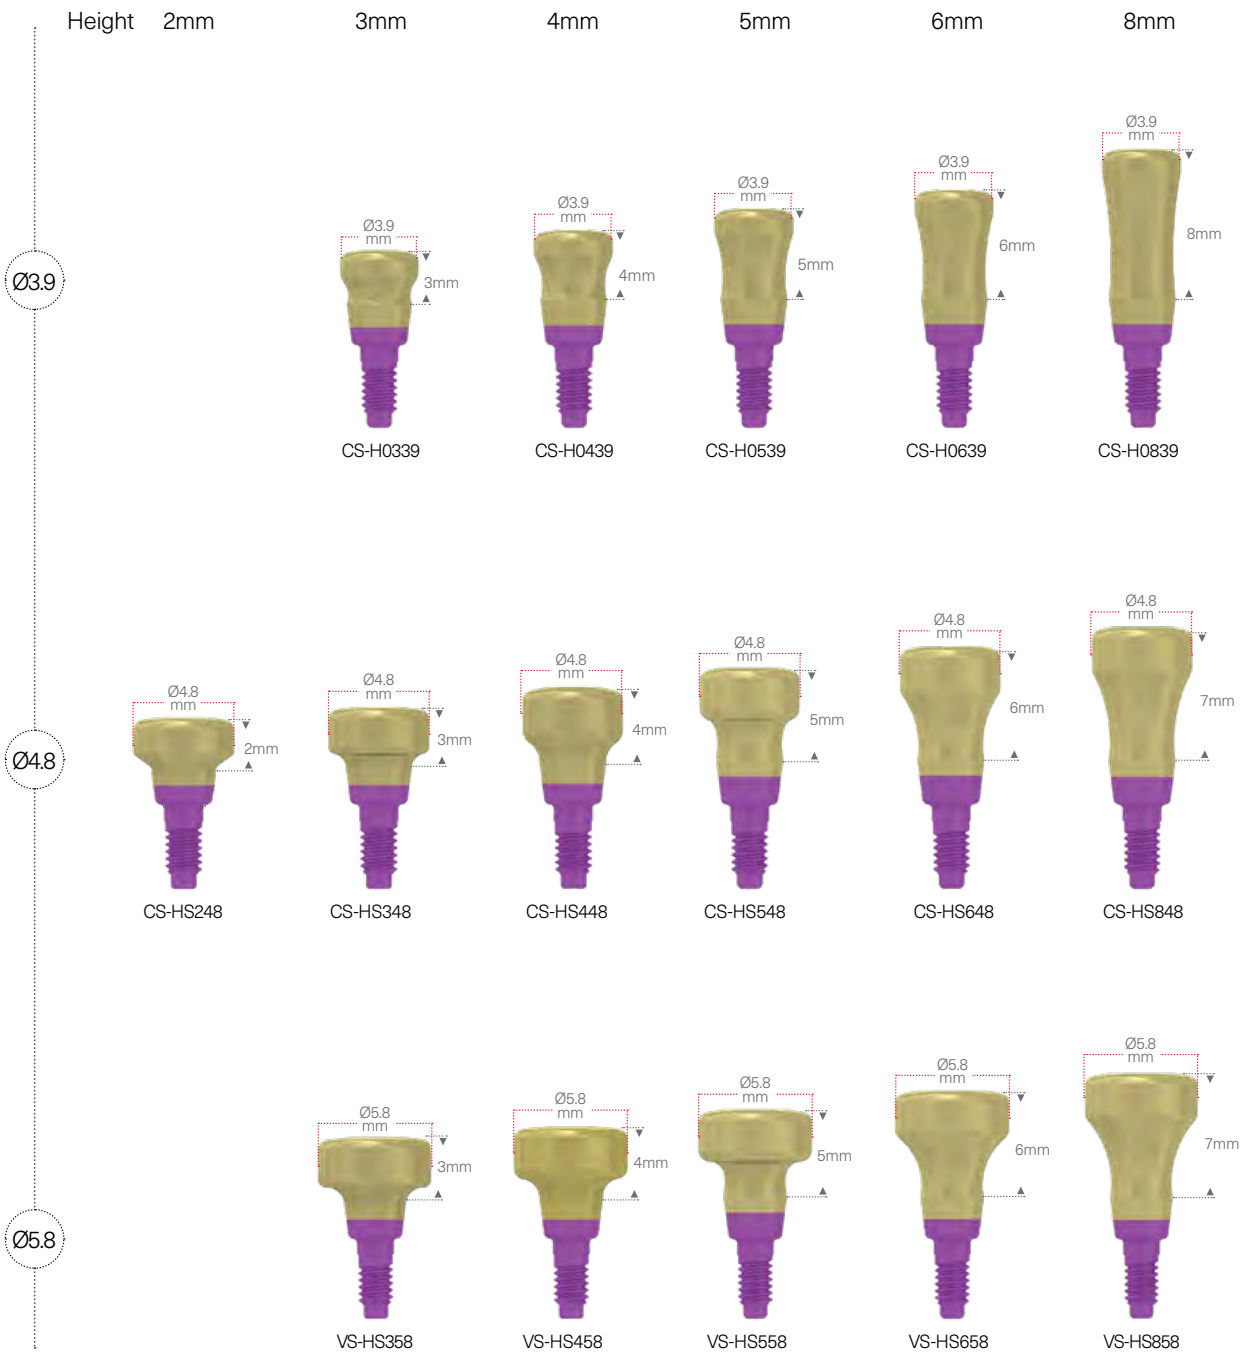 Height 2mm 3mm 4mm 5mm 6mm 8mm
Ø3.9
Ø3.9
mm
3mm
CS-H0339
Ø3.9
mm
4mm
CS-H0439
Ø3.9
mm
5mm
CS-H0539
Ø3.9
mm
6mm
CS-H0639
Ø3.9
mm
8mm
CS-H0839
Ø4.8
Ø4.8
mm
2mm
CS-HS248
Ø4.8
mm
3mm
CS-HS348
Ø4.8
mm
4mm
CS-HS448
Ø4.8
mm
5mm
CS-HS548
Ø4.8
mm
6mm
CS-HS648
Ø4.8
mm
7mm
CS-HS848
Ø5.8
Ø5.8
mm
3mm
VS-HS358
Ø5.8
mm
4mm
VS-HS458
Ø5.8
mm
5mm
VS-HS558
Ø5.8
mm
6mm
VS-HS658
Ø5.8
mm
7mm
VS-HS858